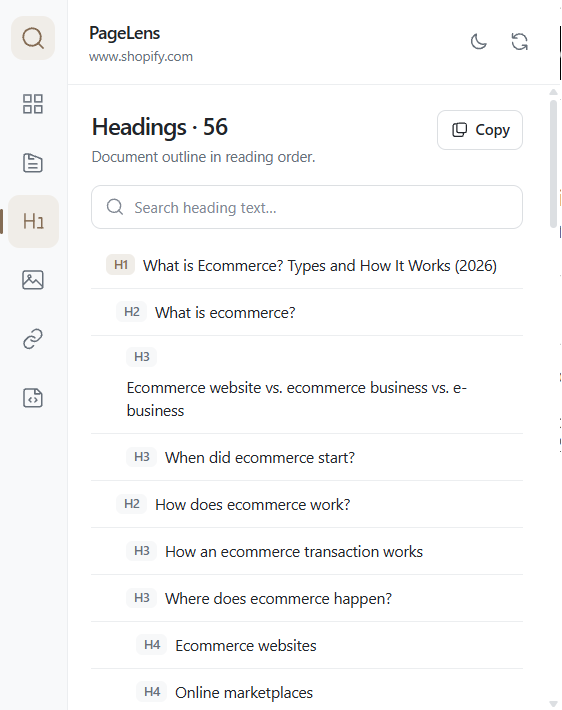 PageLens
www.shopify.com
H1
Headings · 56
Copy
Document outline in reading order.
Search heading text...
H1 What is Ecommerce? Types and How It Works (2026)
H2 What is ecommerce?
H3
Ecommerce website vs. ecommerce business vs. e-
business
H3 When did ecommerce start?
H2 How does ecommerce work?
H3 How an ecommerce transaction works
H3 Where does ecommerce happen?
H4 Ecommerce websites
H4 Online marketplaces